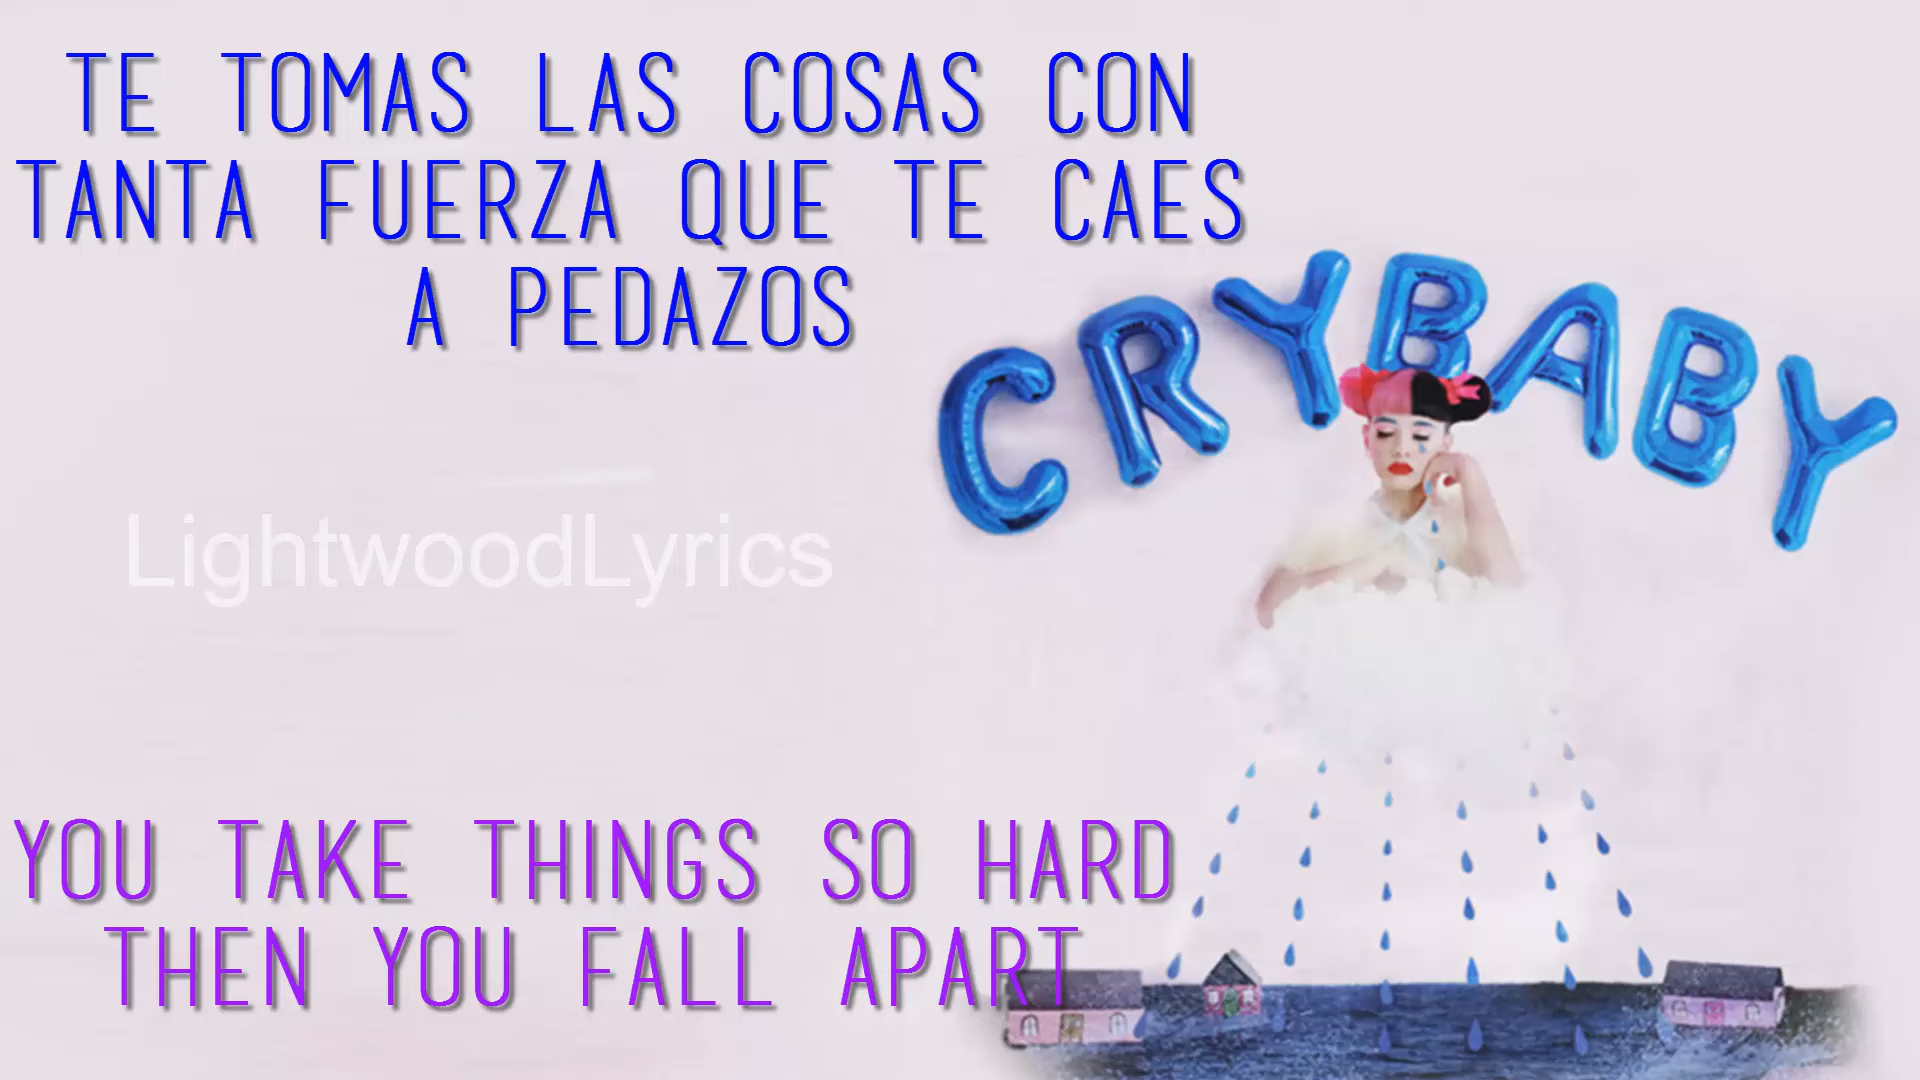 TE TOMAS LAS COSAS CON
TANTA FUERZA QUE TE CAES
A PEDAZOS
CRYBABY
LightwoodLyrics
YOU TAKE THINGS SO HARD
THEN YOU FALL APART